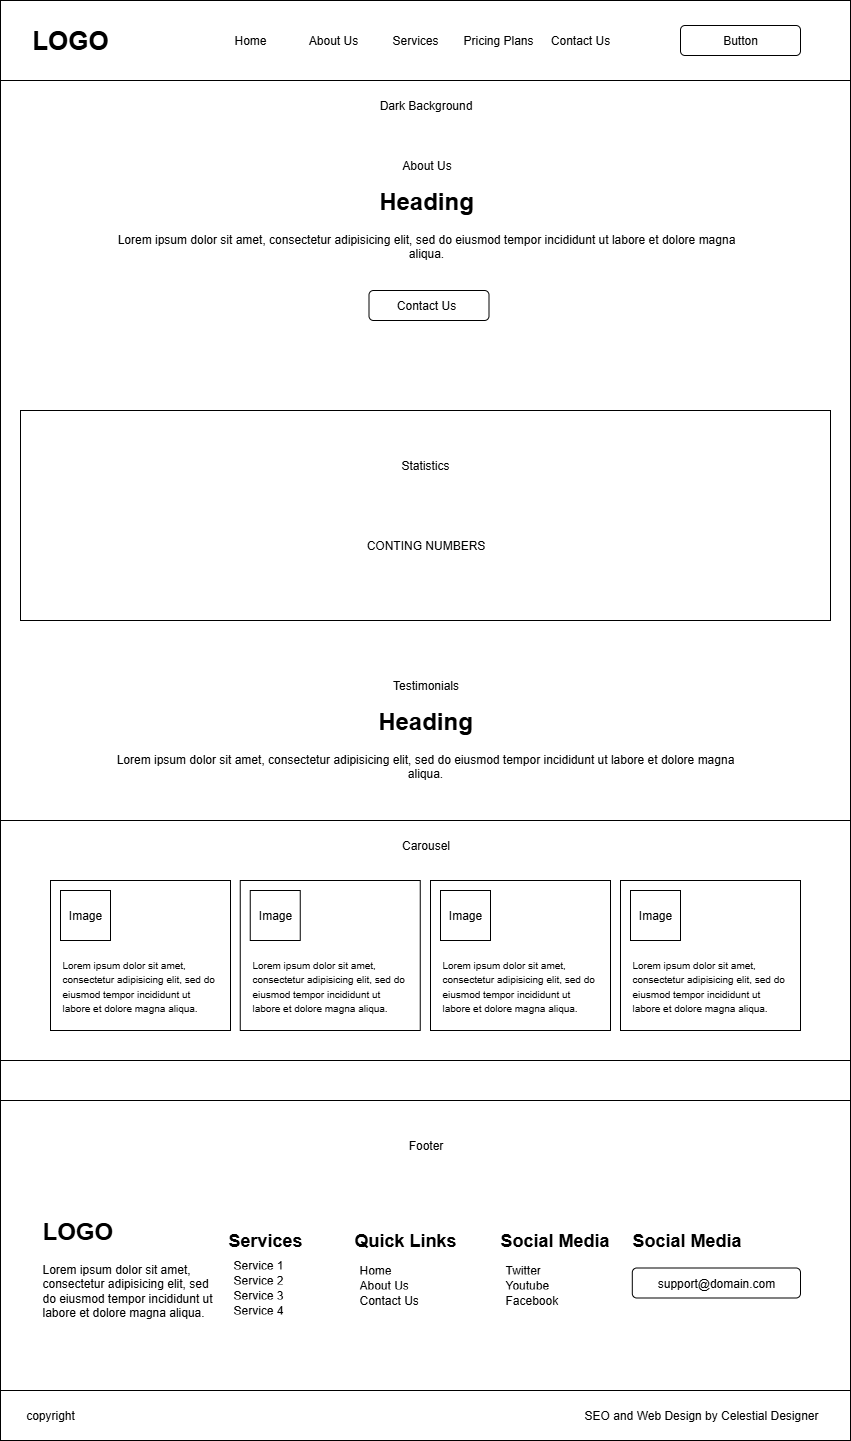 LOGO
Home About Us Services Pricing Plans Contact Us Button
Dark Background
About Us
Heading
Lorem ipsum dolor sit amet, consectetur adipisicing elit, sed do eiusmod tempor incididunt ut labore et dolore magna
aliqua.
Contact Us
Statistics
CONTING NUMBERS
Testimonials
Heading
Lorem ipsum dolor sit amet, consectetur adipisicing elit, sed do eiusmod tempor incididunt ut labore et dolore magna
aliqua.
Carousel
Image
Lorem ipsum dolor sit amet,
consectetur adipisicing elit, sed do
eiusmod tempor incididunt ut
labore et dolore magna aliqua.
Image
Lorem ipsum dolor sit amet,
consectetur adipisicing elit, sed do
eiusmod tempor incididunt ut
labore et dolore magna aliqua.
Image
Lorem ipsum dolor sit amet,
consectetur adipisicing elit, sed do
eiusmod tempor incididunt ut
labore et dolore magna aliqua.
Image
Lorem ipsum dolor sit amet,
consectetur adipisicing elit, sed do
eiusmod tempor incididunt ut
labore et dolore magna aliqua.
Footer
LOGO
Lorem ipsum dolor sit amet,
consectetur adipisicing elit, sed
do eiusmod tempor incididunt ut
labore et dolore magna aliqua.
Services
Service 1
Service 2
Service 3
Service 4
Quick Links
Home
About Us
Contact Us
Social Media
Twitter
Youtube
Facebook
Social Media
support@domain.com
copyright
SEO and Web Design by Celestial Designer